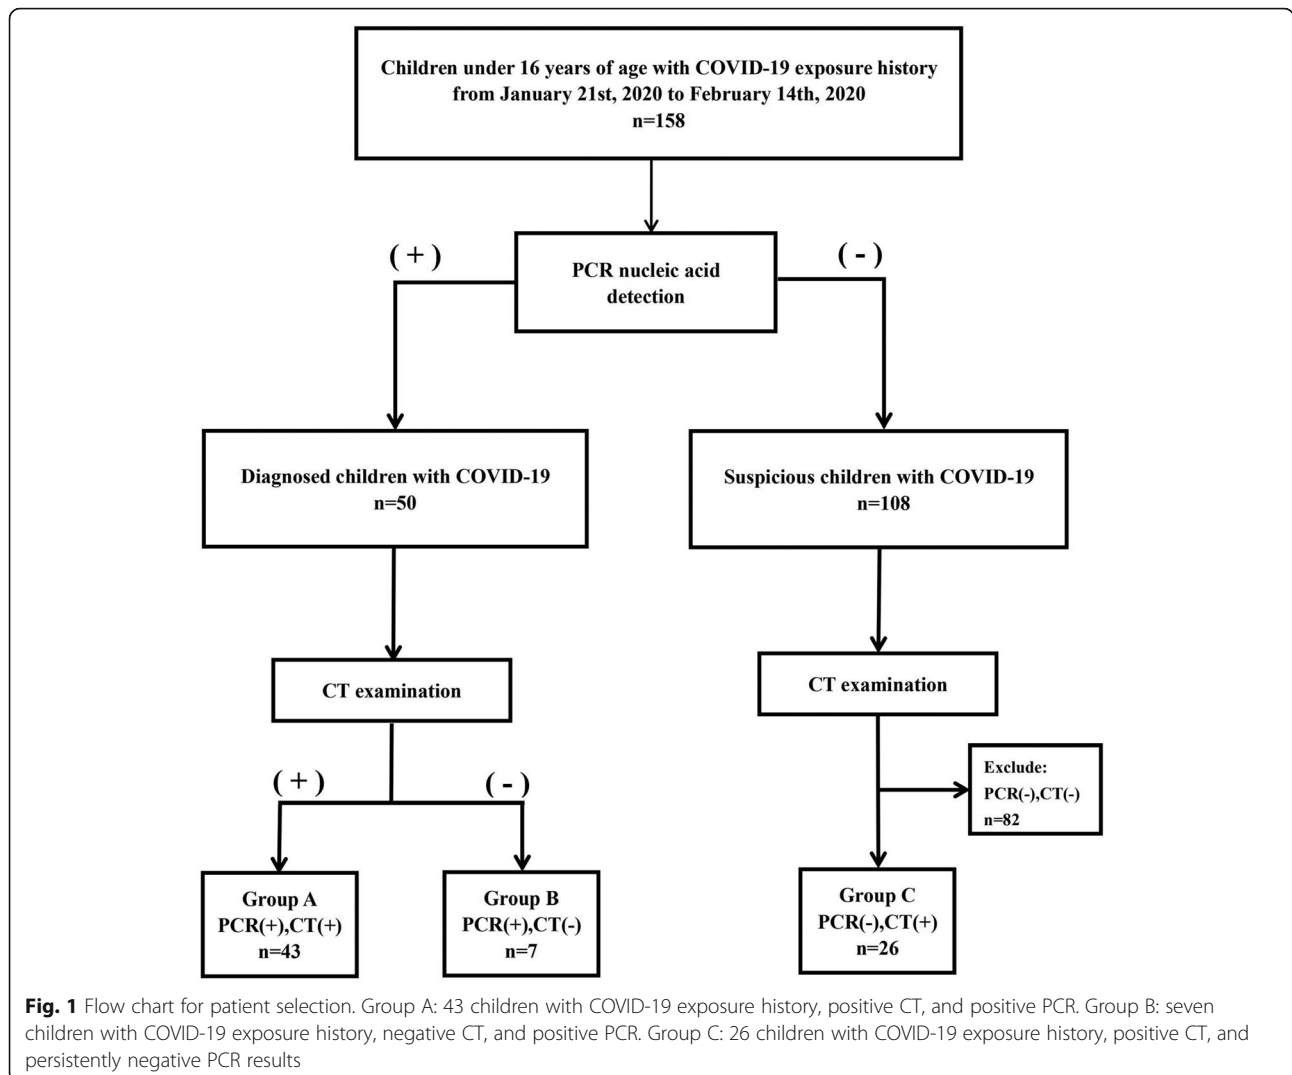 Children under 16 years of age with COVID-19 exposure history
from January 21st, 2020 to February 14th, 2020
n=158
(+)
(-)
PCR nucleic acid
detection
Diagnosed children with COVID-19
n=50
Suspicious children with COVID-19
n=108
CT examination
CT examination
(+)
(-)
Exclude:
PCR(-),CT(-)
n=82
Group A
PCR(+),CT(+)
n=43
Group B
PCR(+),CT(-)
n=7
Group C
PCR(-),CT(+)
n=26
Fig. 1 Flow chart for patient selection. Group A: 43 children with COVID-19 exposure history, positive CT, and positive PCR. Group B: seven
children with COVID-19 exposure history, negative CT, and positive PCR. Group C: 26 children with COVID-19 exposure history, positive CT, and
persistently negative PCR results